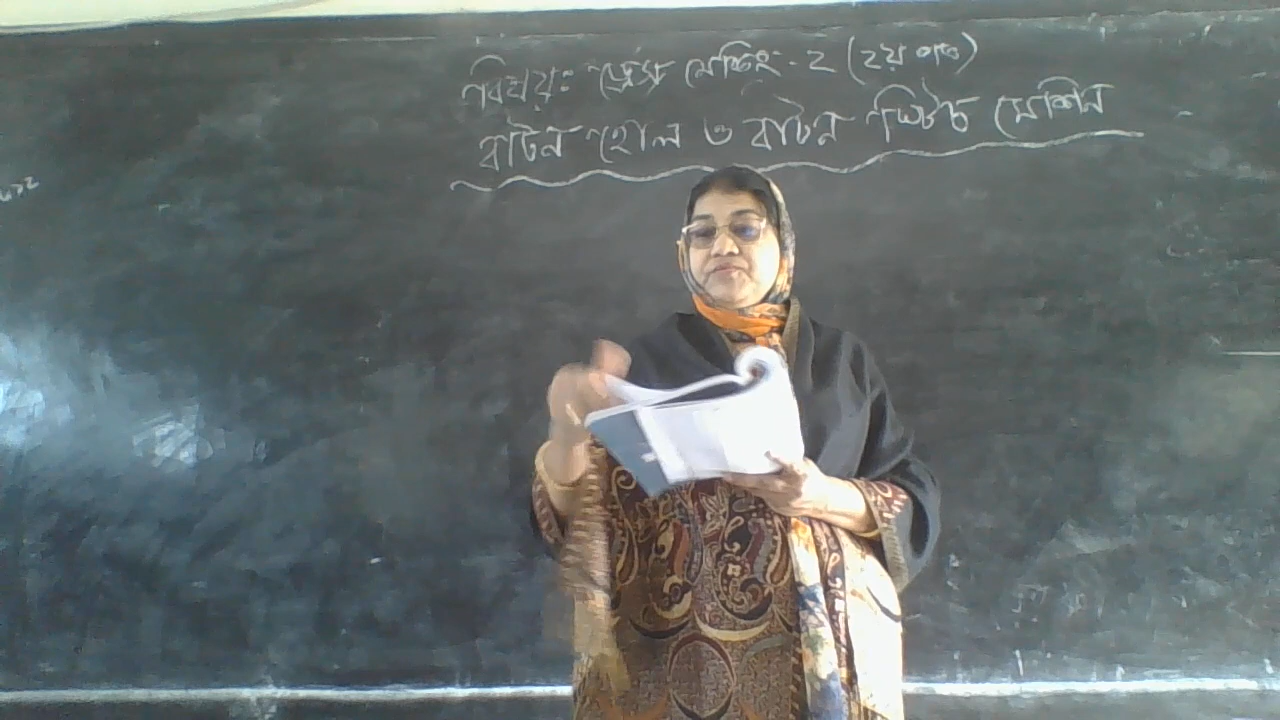 বিষয়ঃ ড্রেস মেকিং - ২ (২য় পত্র)
বাটন হোল ও বাটন স্টিচ মেশিন